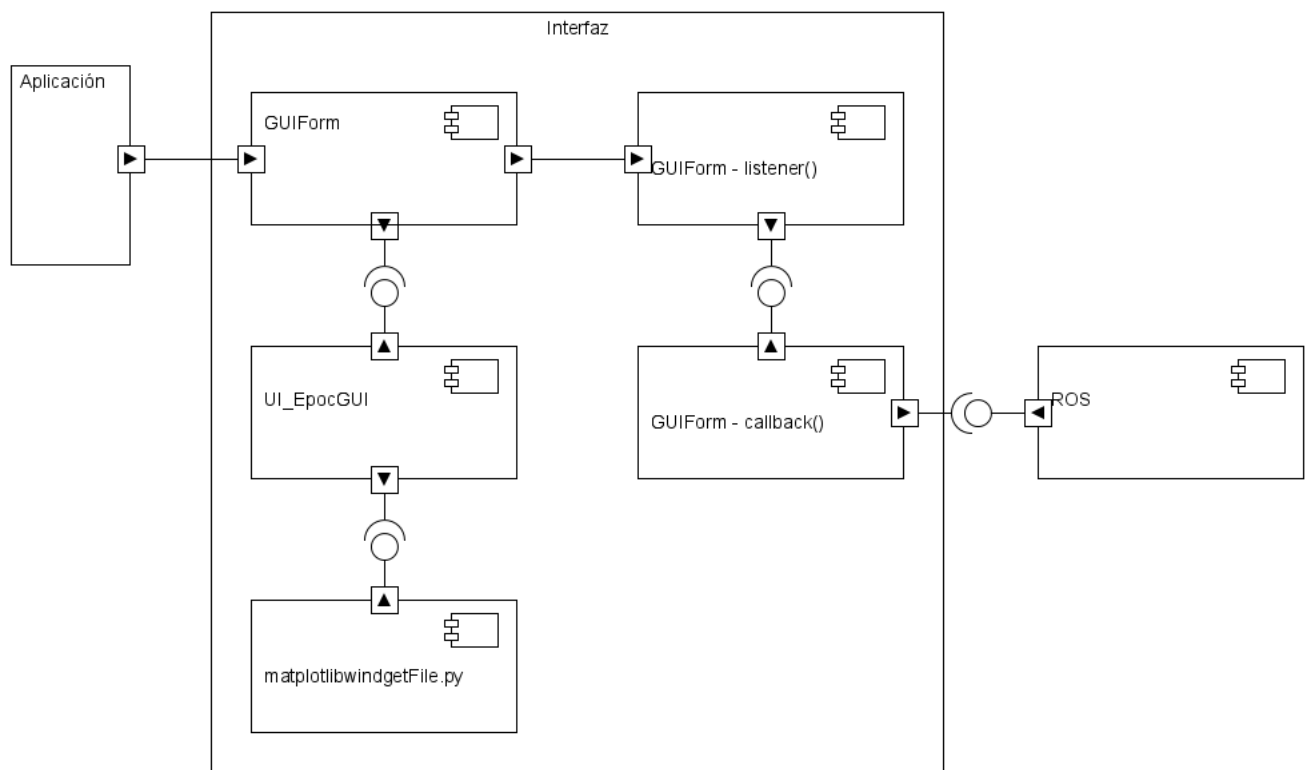 Interfaz
Aplicación
GUIForm
GUIForm - listener()
UI_EpocGUI
GUIForm - callback()
ROS
matplotlibwindgetFile.py